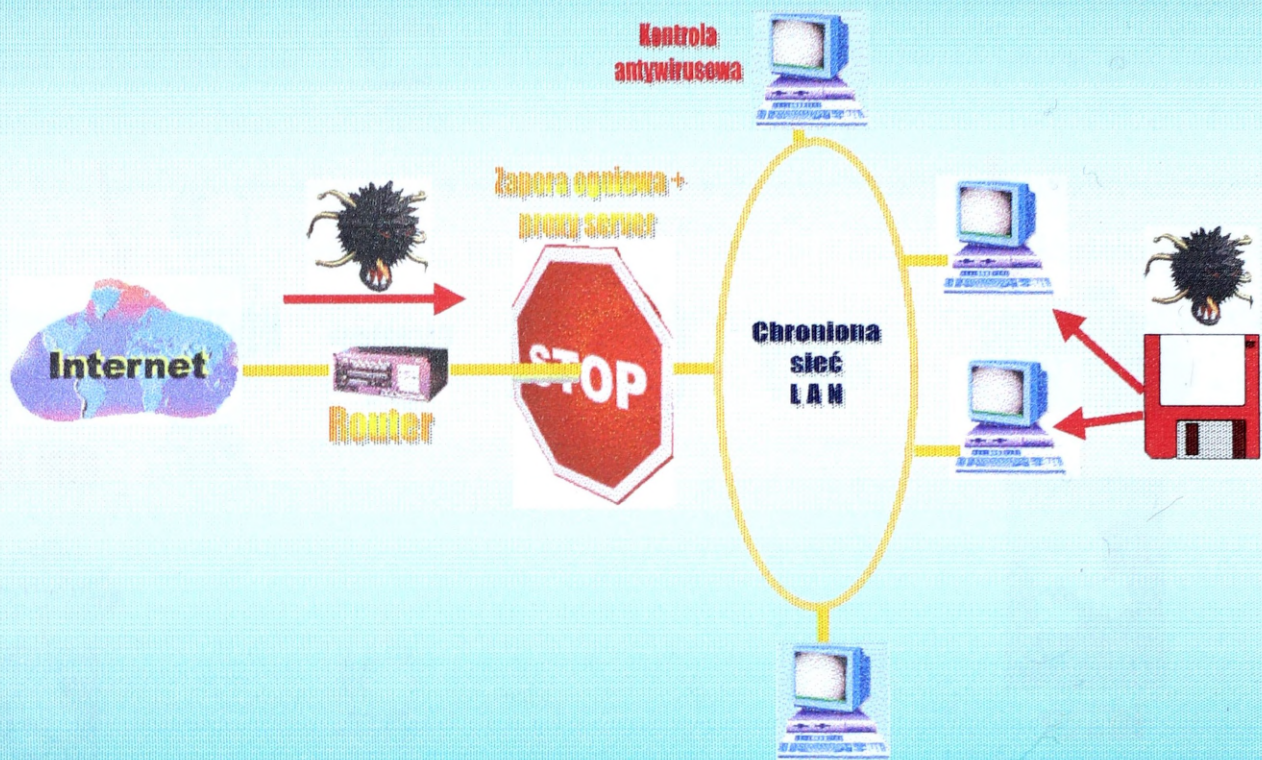 Kontrola
antywirusowa
Zapora ogniowa +
proxy server
Internet
Router
STOP
Chroniona
sieć
LAN